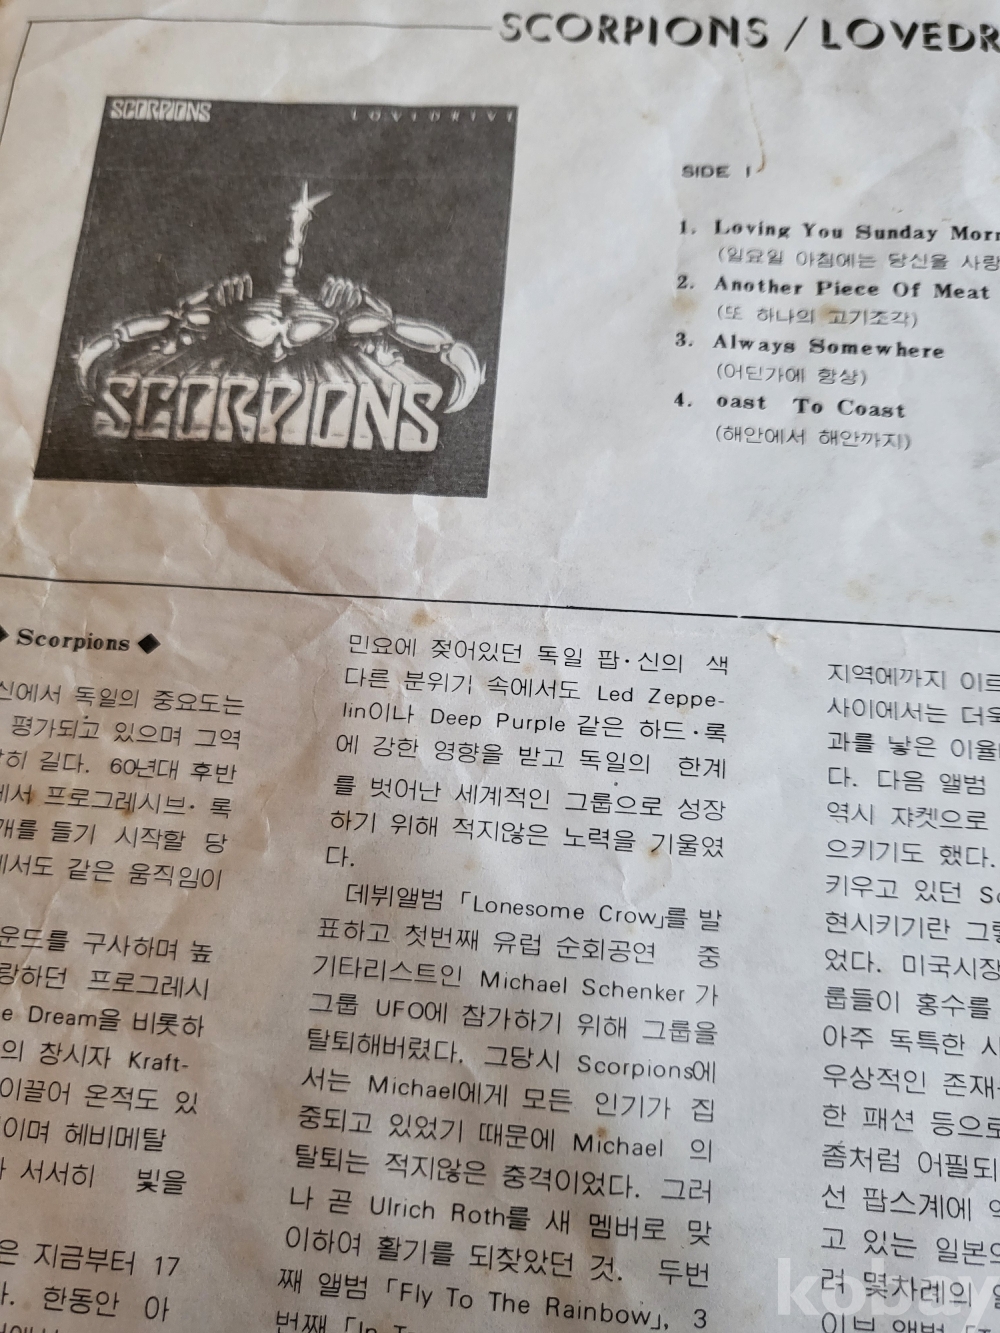 SCORPIONS / LOVEDR
SCORPIONS
LOVEDRIVE
SCORPIONS
SIDE 1
1. Loving You Sunday Morn
(일요일 아침에는 당신을 사랑
2. Another Piece Of Meat
(또 하나의 고기조각)
3. Always Somewhere
(어딘가에 항상)
4. oast To Coast
(해안에서 해안까지)
◆ Scorpions ◆
신에서 독일의 중요도는
평가되고 있으며 그역
히 길다. 60년대 후반
에서 프로그레시브· 록
개를 들기 시작할 당
에서도 같은 움직임이
운드를 구사하며 높
랑하던 프로그레시
e Dream을 비롯하
의 창시자 Kraft-
이끌어 온적도 있
이며 헤비메탈
서서히 빛을
은 지금부터 17
한동안 아
민요에 젖어있던 독일 팝·신의 색
다른 분위기 속에서도 Led Zeppe-
lin이나 Deep Purple 같은 하드·록
에 강한 영향을 받고 독일의 한계
를 벗어난 세계적인 그룹으로 성장
하기 위해 적지않은 노력을 기울였
다.
데뷔앨범 「Lonesome Crow」를 발
표하고 첫번째 유럽 순회공연 중
기타리스트인 Michael Schenker 가
그룹 UFO에 참가하기 위해 그룹을
탈퇴해버렸다. 그당시 Scorpions에
서는 Michael에게 모든 인기가 집
중되고 있었기 때문에 Michael 의
탈퇴는 적지않은 충격이었다. 그러
나 곧 Ulrich Roth를 새 멤버로 맞
이하여 활기를 되찾았던 것. 두번
째 앨범 「Fly To The Rainbow」, 3
번째 「In
지역에까지 이르
사이에서는 더욱
과를 낳은 이율
다. 다음 앨범
역시 쟈켓으로
으키기도 했다.
키우고 있던 Sc
현시키기란 그렇
었다. 미국시장
룹들이 홍수를
아주 독특한 사
우상적인 존재
한 패션 등으로
좀처럼 어필되
선 팝스계에
고 있는 일본의
러 몇차례의
이브 앨범
kobay